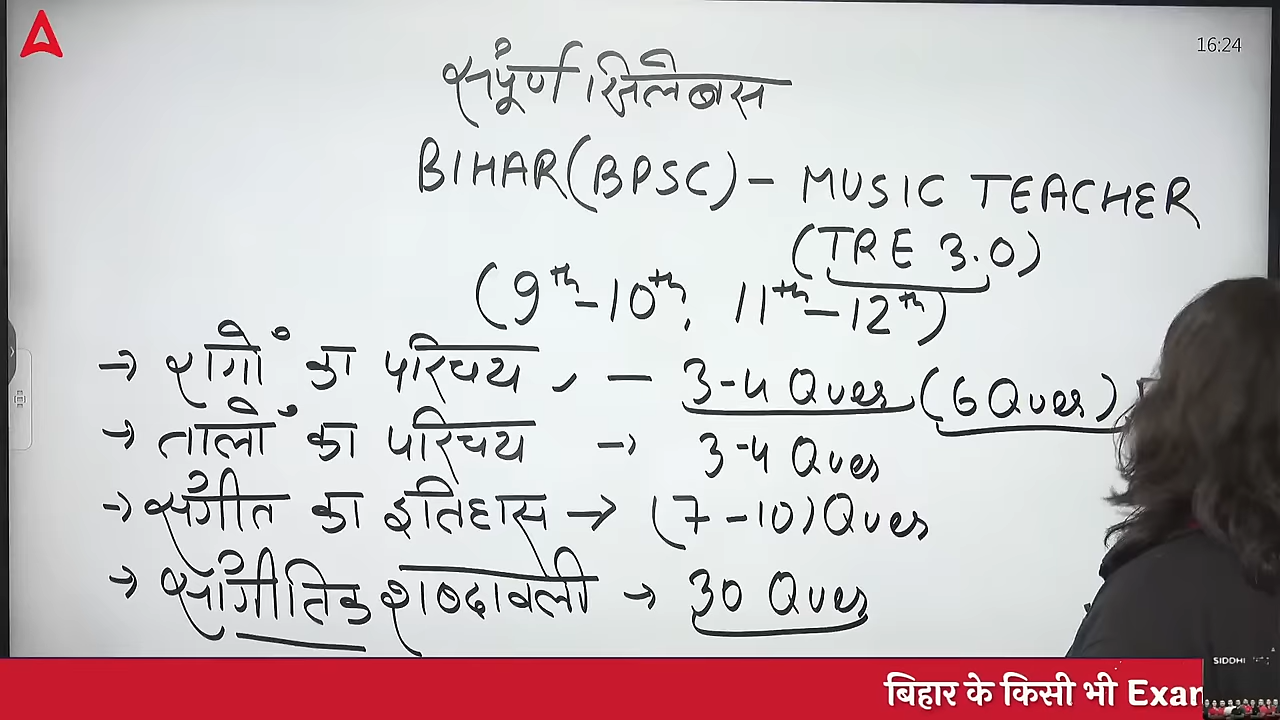 16:24
संपूर्ण सिलेबस
BIHAR (BPSC) - MUSIC TEACHER
(TRE 3.0)
(9th-10th, 11th-12th)
→ रागों का परिचय, - 3-4 Ques (6 Ques)
→ तालों का परिचय → 3-4 Ques
→ संगीत का इतिहास → (7-10) Ques
→ सांगीतिक शब्दावली → 30 Ques
बिहार के किसी भी Exam
SIDDHI